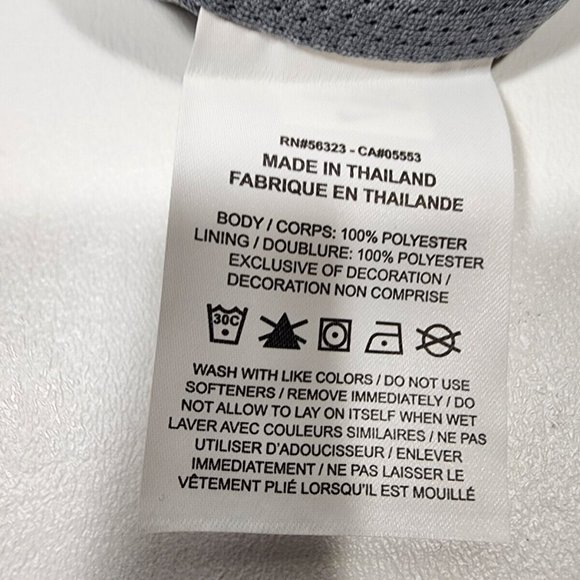 RN#56323 - CA#05553
MADE IN THAILAND
FABRIQUE EN THAILANDE
BODY / CORPS: 100% POLYESTER
LINING / DOUBLURE: 100% POLYESTER
EXCLUSIVE OF DECORATION /
DECORATION NON COMPRISE
30C
WASH WITH LIKE COLORS / DO NOT USE
SOFTENERS / REMOVE IMMEDIATELY / DO
NOT ALLOW TO LAY ON ITSELF WHEN WET
LAVER AVEC COULEURS SIMILAIRES / NE PAS
UTILISER D'ADOUCISSEUR / ENLEVER
IMMEDIATEMENT / NE PAS LAISSER LE
VÊTEMENT PLIÉ LORSQU'IL EST MOUILLÉ